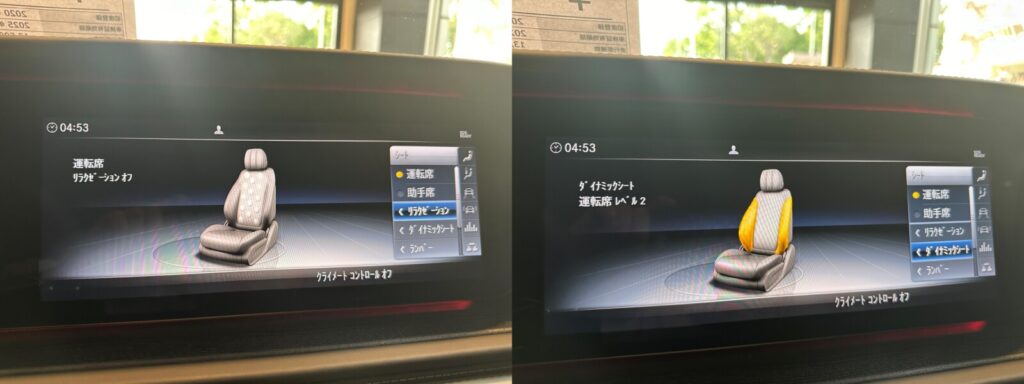 04:53
運転席
リラクゼーション オフ
シート
運転席
助手席
リラクゼーション
ダイナミックシート
ランバー
クライメート コントロール オフ
04:53
ダイナミックシート
運転席 レベル 2
シート
運転席
助手席
リラクゼーション
ダイナミックシート
ランバー
クライメート コントロール オフ